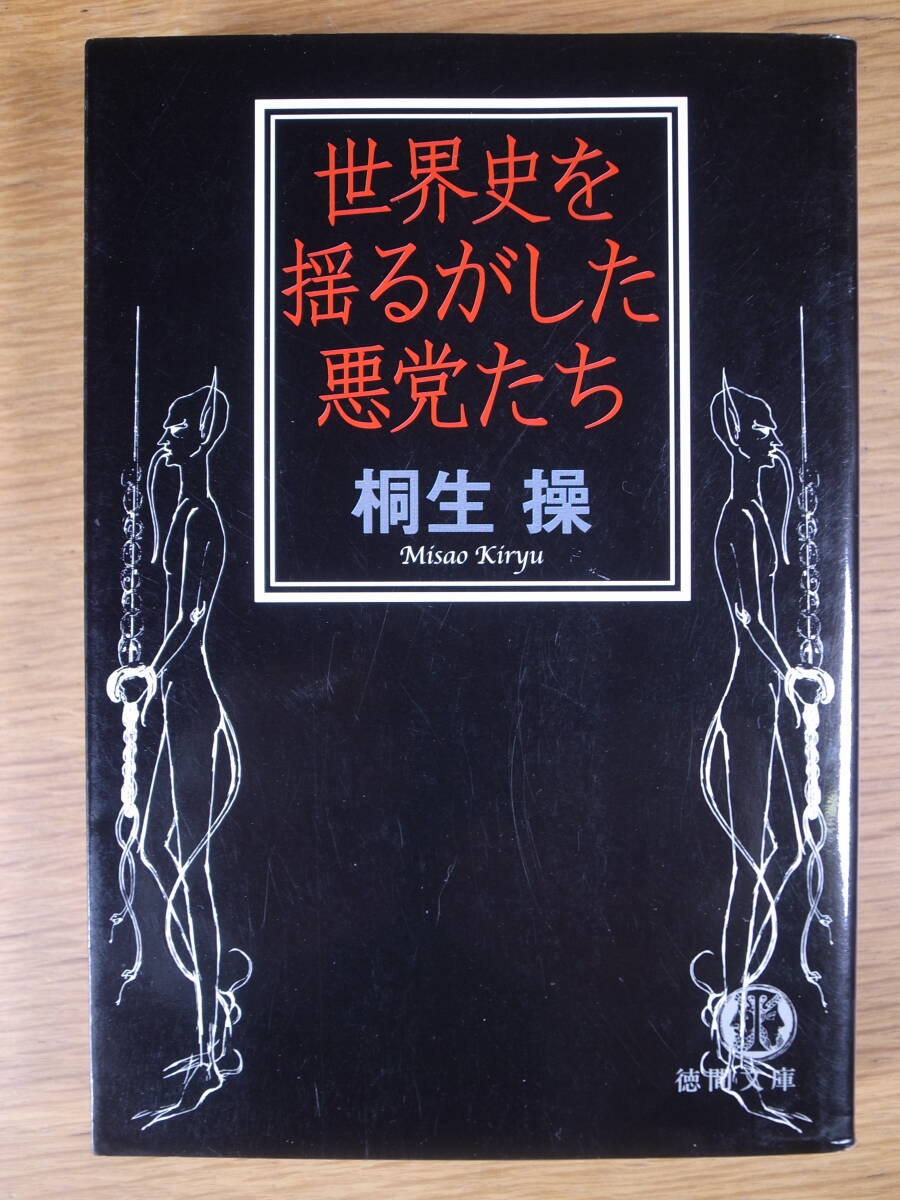 世界史を
揺るがした
悪党たち
桐生 操
Misao Kiryu
徳間文庫